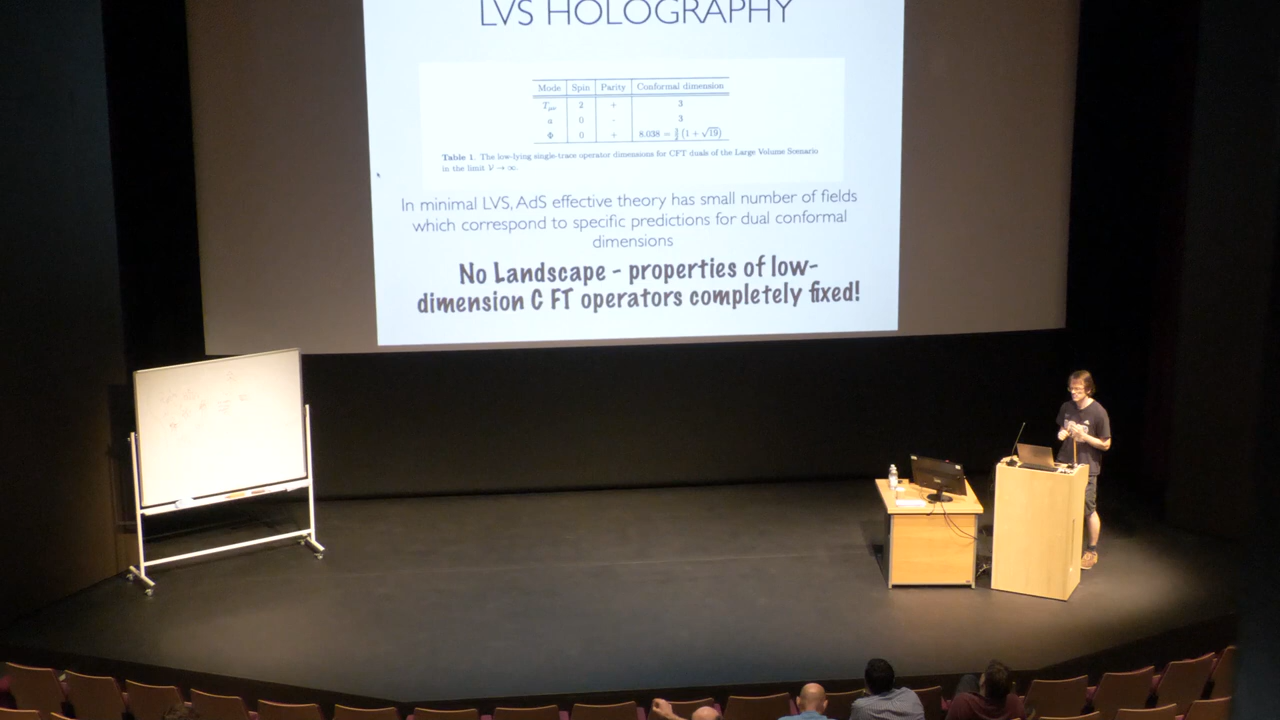 LVS HOLOGRAPHY
Mode Spin Parity Conformal dimension
T_{μν} 2 + 3
a 0 - 3
Φ 0 + 8.038 = 3/2 (1 + √19)
Table 1. The low-lying single-trace operator dimensions for CFT duals of the Large Volume Scenario
in the limit V → ∞.
In minimal LVS, AdS effective theory has small number of fields
which correspond to specific predictions for dual conformal
dimensions
No Landscape - properties of low-
dimension C FT operators completely fixed!